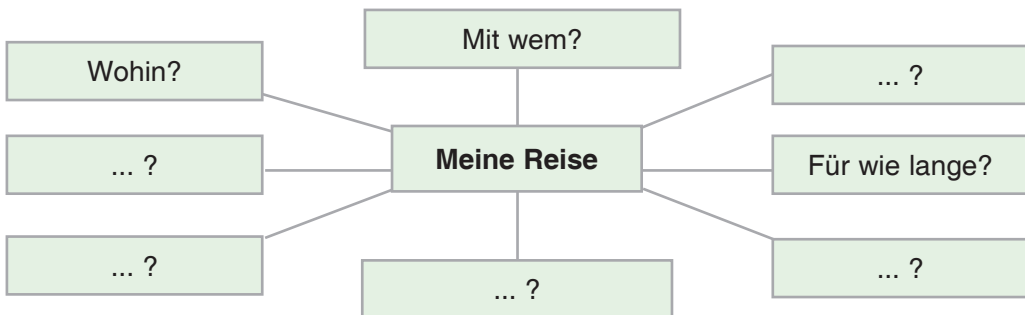 Mit wem?
Wohin?
... ?
... ?
Meine Reise
Für wie lange?
... ?
... ?
... ?